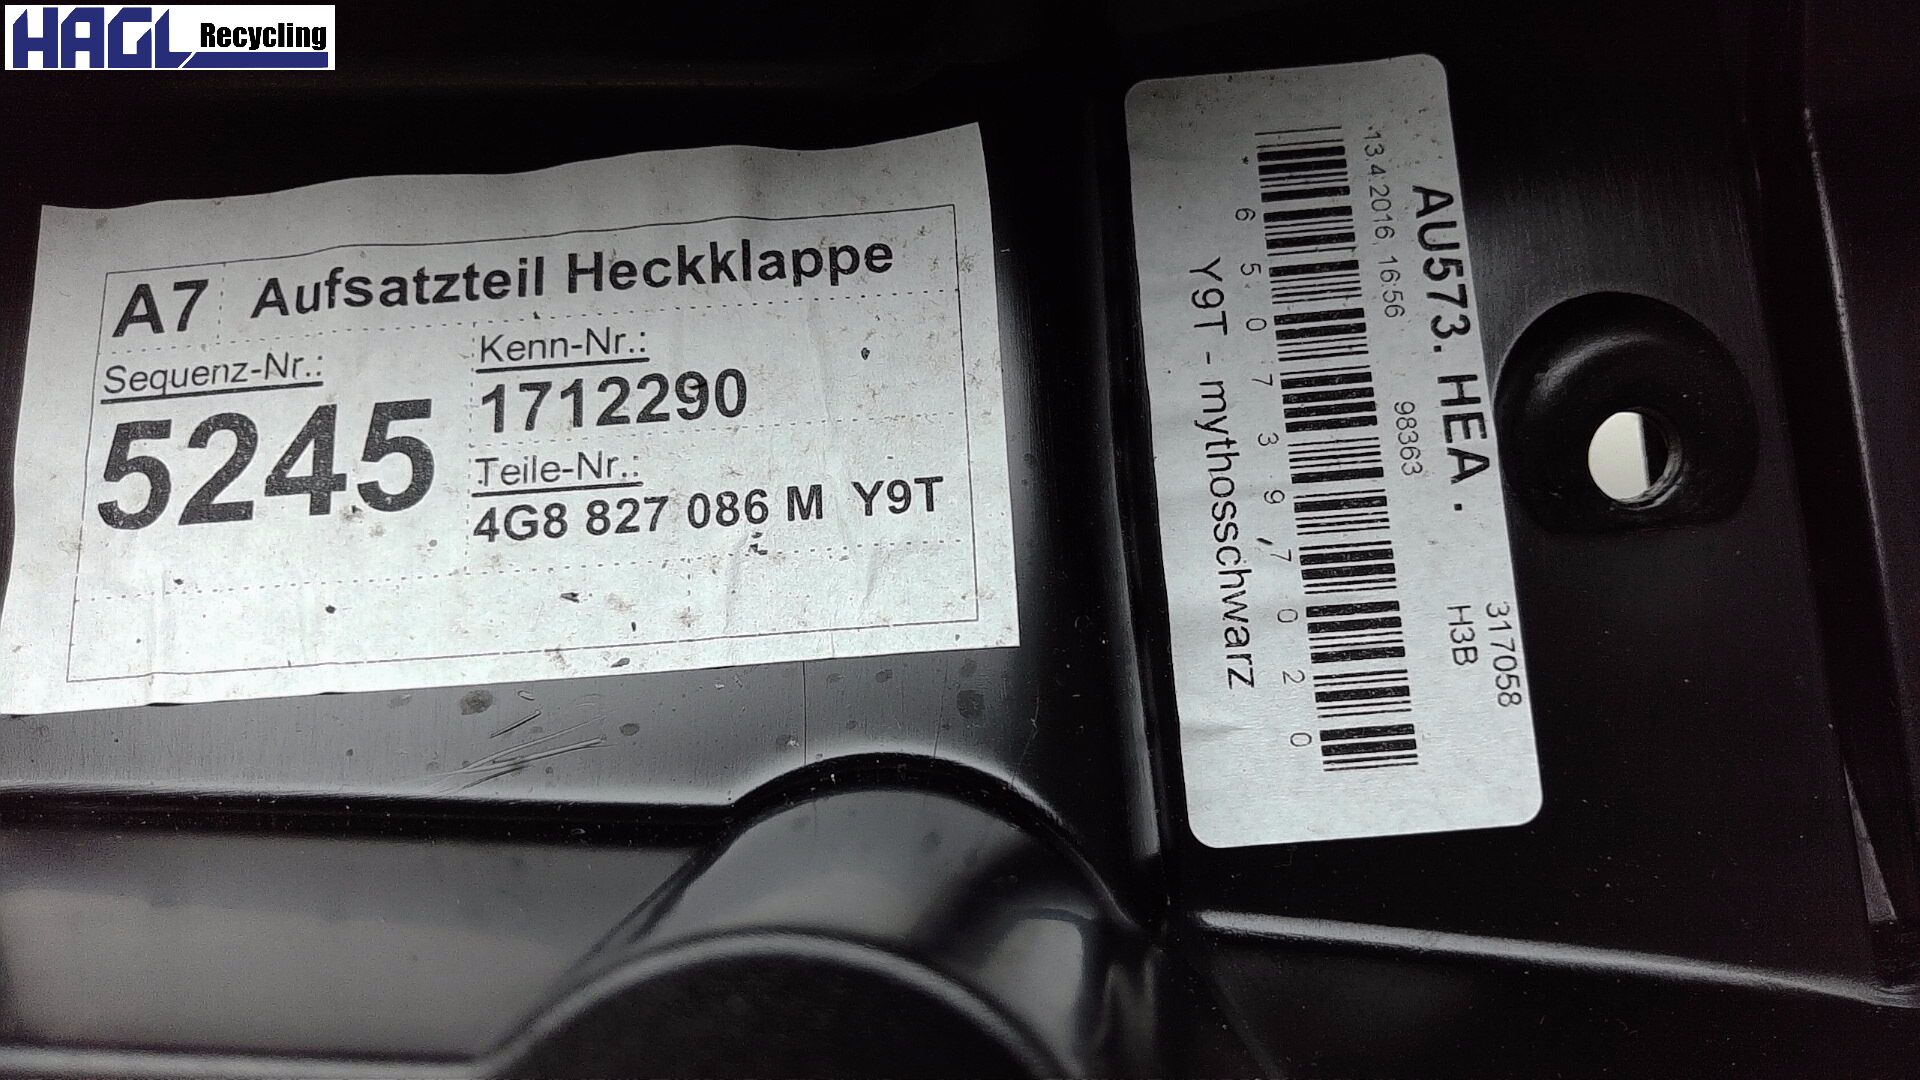 HAGL Recycling
A7 Aufsatzteil Heckklappe
Sequenz-Nr.:
5245
Kenn-Nr.:
1712290
Teile-Nr.:
4G8 827 086 M Y9T
317058
AU573. HEA . H3B
13.4.2016 16:56 98363
* 6 5 0 7 3 9 , 7 0 2 0
Y9T - mythosschwarz